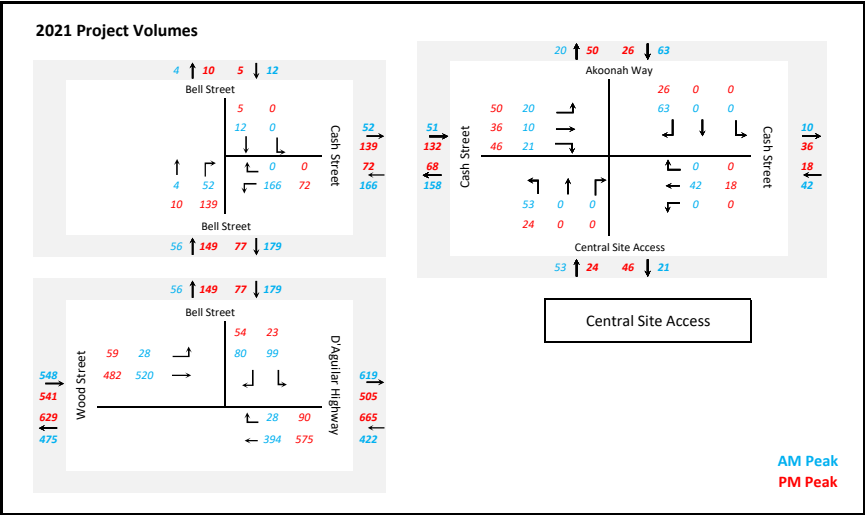 2021 Project Volumes
4 10 5 12
Bell Street
5 0
12 0
52
139
72
166
Cash Street
0 0
4 52 166 72
10 139
Bell Street
56 149 77 179
56 149 77 179
Bell Street
54 23
59 28 80 99
482 520
548
541
629
475
Wood Street
D'Aguilar Highway
619
505
665
422
28 90
394 575
20 50 26 63
Akoonah Way
26 0 0
50 20 63 0 0
36 10
46 21
51
132
68
158
Cash Street
Cash Street
10
36
18
42
0 0
42 18
53 0 0 0 0
24 0 0
Central Site Access
53 24 46 21
Central Site Access
AM Peak
PM Peak